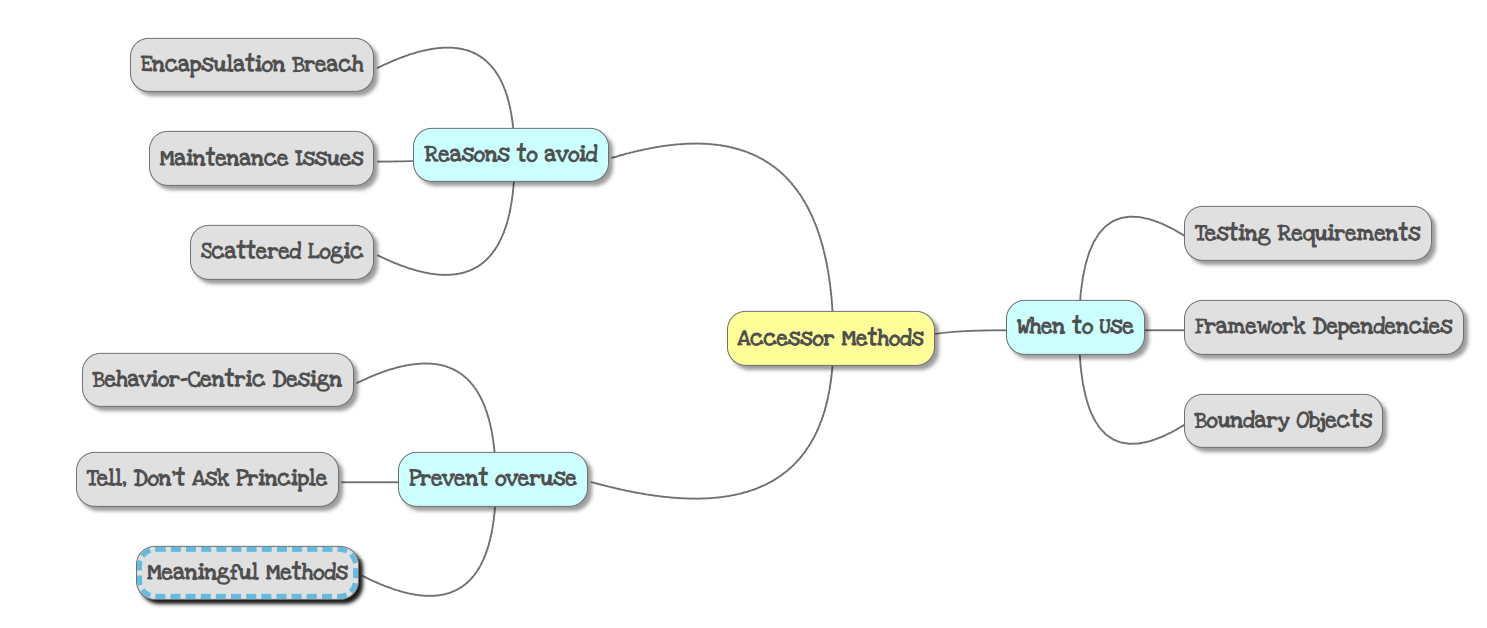 Encapsulation Breach
Maintenance Issues
Scattered Logic
Reasons to avoid
Behavior-Centric Design
Tell, Don't Ask Principle
Meaningful Methods
Prevent overuse
Accessor Methods
When to Use
Testing Requirements
Framework Dependencies
Boundary Objects